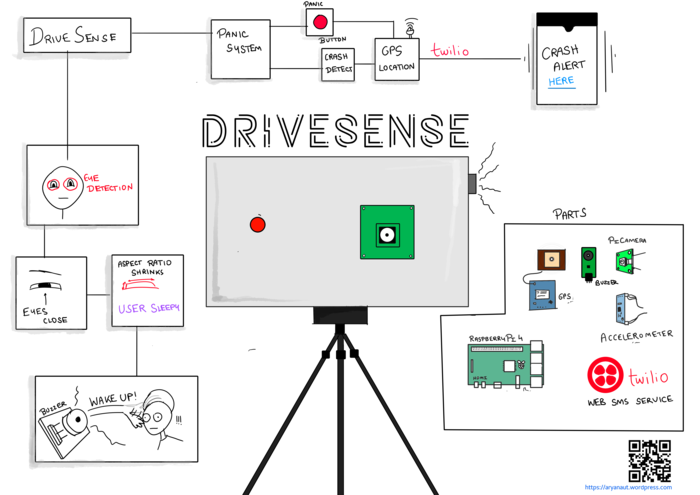 DRIVE SENSE
PANIC
SYSTEM
PANIC
BUTTON
CRASH
DETECT
GPS
LOCATION
twilio
CRASH
ALERT
HERE
DRIVESENSE
EYE
DETECTION
EYES
CLOSE
ASPECT RATIO
SHRINKS
USER SLEEPY
BUZZER
WAKE UP!
!!!
PARTS
GPS
BUZZER
PiCAMERA
ACCELEROMETER
RASPBERRY Pi 4
twilio
WEB SMS SERVICE
https://aryanaut.wordpress.com